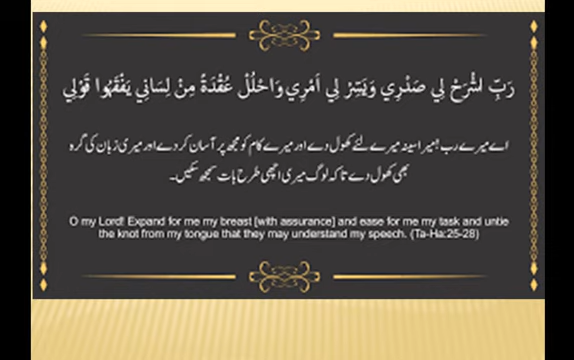 رَبِّ اشْرَحْ لِي صَدْرِي وَيَسِّرْ لِي أَمْرِي وَاحْلُلْ عُقْدَةً مِنْ لِسَانِي يَفْقَهُوا قَوْلِي
اے میرے رب! میرا سینہ میرے لئے کھول دے اور میرے کام کو مجھ پر آسان کر دے اور میری زبان کی گرہ
بھی کھول دے تاکہ لوگ میری اچھی طرح بات سمجھ سکیں۔
O my Lord! Expand for me my breast [with assurance] and ease for me my task and untie
the knot from my tongue that they may understand my speech. (Ta-Ha:25-28)